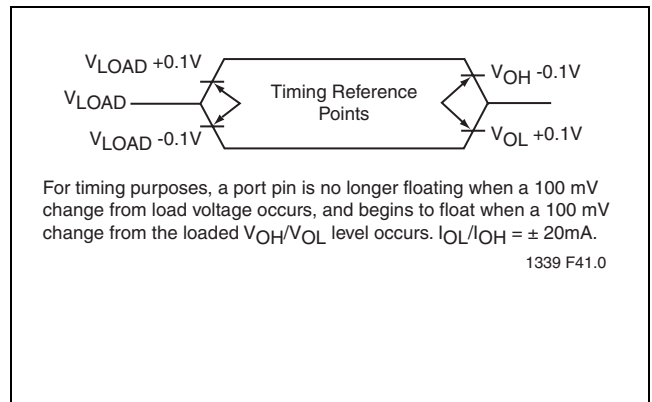 VLOAD +0.1V
VLOAD
VLOAD -0.1V
Timing Reference
Points
VOH -0.1V
VOL +0.1V
For timing purposes, a port pin is no longer floating when a 100 mV
change from load voltage occurs, and begins to float when a 100 mV
change from the loaded VOH/VOL level occurs. IOL/IOH = ± 20mA.
1339 F41.0